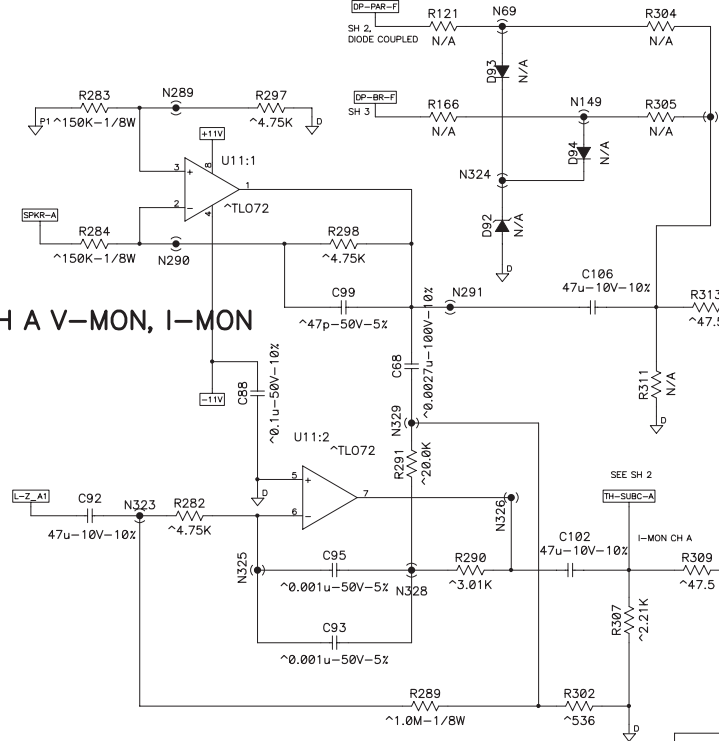 DP-PAR-F
R121
N69
R304
SH 2,
DIODE COUPLED
N/A
N/A
D93
N/A
R283
N289
R297
DP-BR-F
R166
N149
R305
P1
^150K-1/8W
^4.75K
D
SH 3
N/A
N/A
+11V
U11:1
D94
N/A
3
+
8
1
N324
2
-
4
^TL072
SPKR-A
R284
N290
R298
D92
N/A
^150K-1/8W
^4.75K
D
C99
N291
C106
47u-10V-10%
R313
^47.5
^47p-50V-5%
H A V-MON, I-MON
C68
^0.0027u-100V-10%
C88
^0.1u-50V-10%
R311
N/A
-11V
D
N329
U11:2
^TL072
R291
^20.0K
SEE SH 2
L-Z_A1
C92
N323
R282
5
+
7
6
-
D
N326
TH-SUBC-A
47u-10V-10%
^4.75K
C102
47u-10V-10%
I-MON CH A
N325
C95
R290
R309
^0.001u-50V-5%
N328
^3.01K
^47.5
R307
^2.21K
C93
^0.001u-50V-5%
R289
R302
^1.0M-1/8W
^536
D